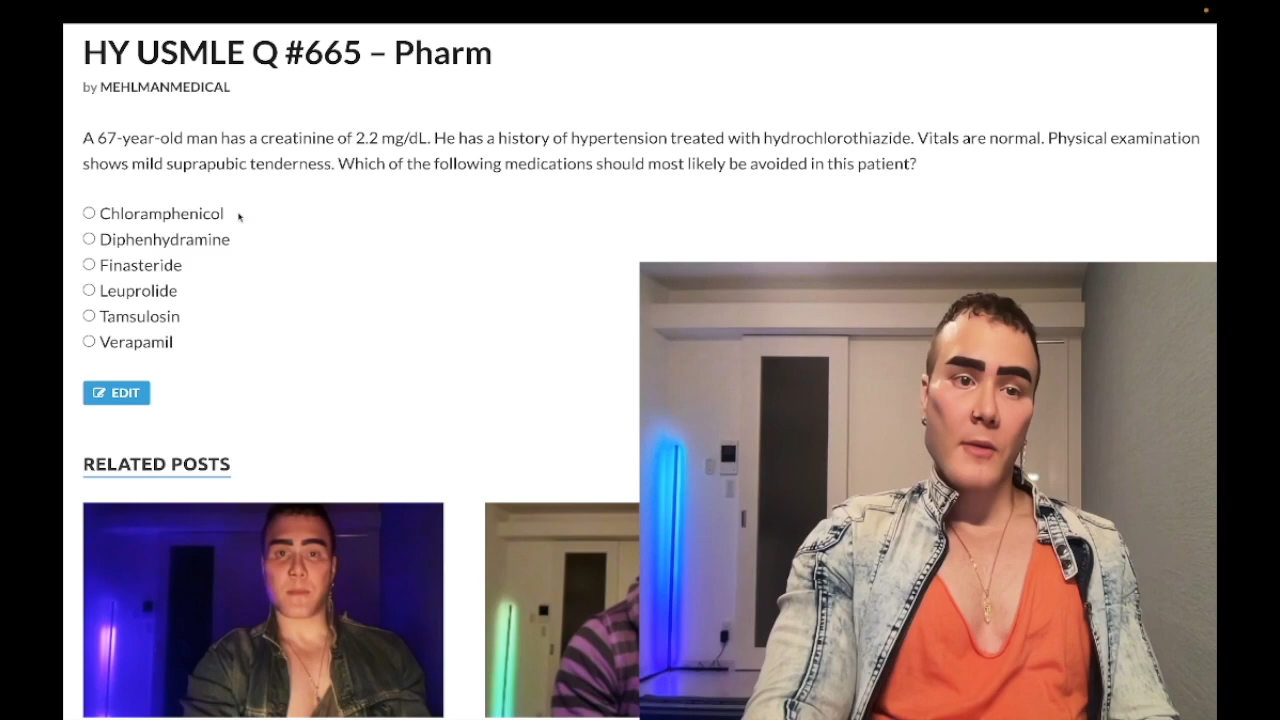 HY USMLE Q #665 – Pharm
by MEHLMANMEDICAL
A 67-year-old man has a creatinine of 2.2 mg/dL. He has a history of hypertension treated with hydrochlorothiazide. Vitals are normal. Physical examination
shows mild suprapubic tenderness. Which of the following medications should most likely be avoided in this patient?
Chloramphenicol
Diphenhydramine
Finasteride
Leuprolide
Tamsulosin
Verapamil
EDIT
RELATED POSTS